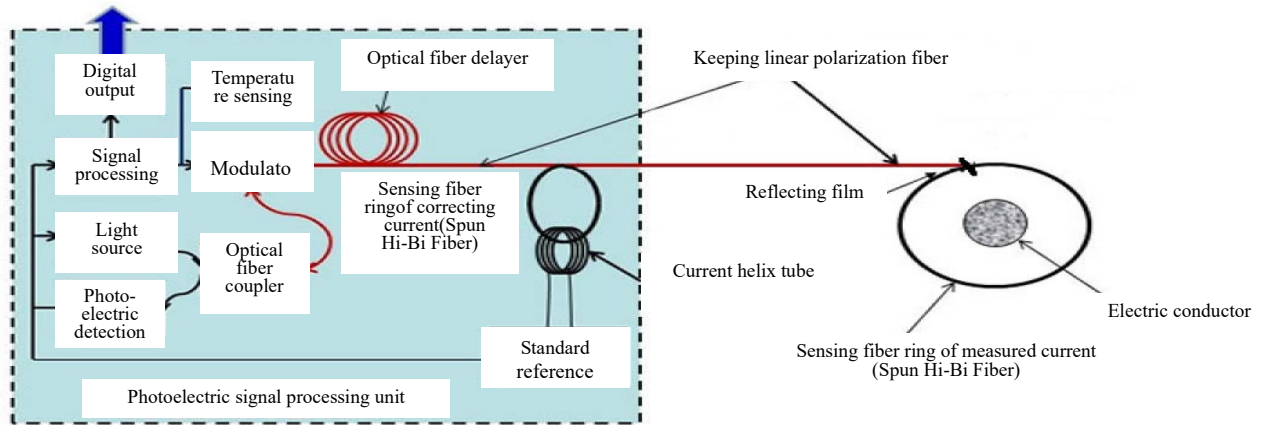 Digital
output
Temperatu
re sensing
Optical fiber delayer
Keeping linear polarization fiber
Signal
processing
Modulato
Sensing fiber
ringof correcting
current(Spun
Hi-Bi Fiber)
Reflecting film
Light
source
Optical
fiber
coupler
Current helix tube
Photo-
electric
detection
Electric conductor
Standard
reference
Sensing fiber ring of measured current
(Spun Hi-Bi Fiber)
Photoelectric signal processing unit